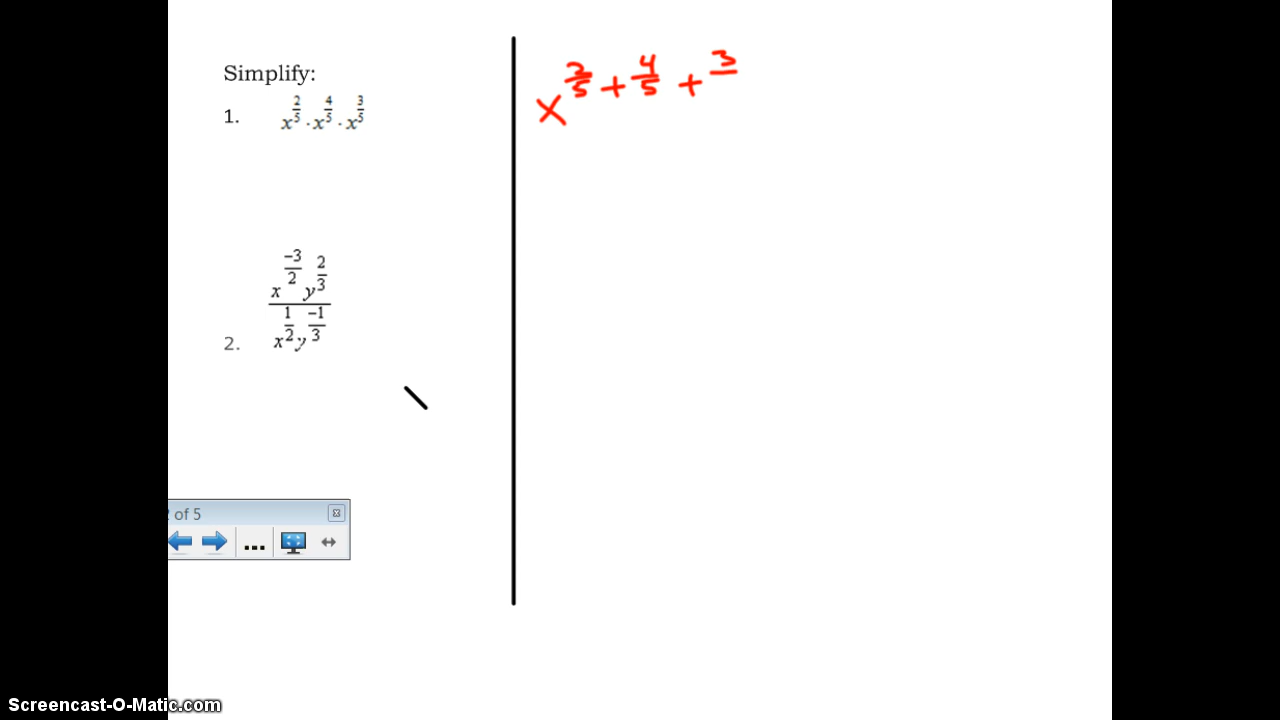 Simplify:
1. x^(2/5) · x^(4/5) · x^(3/5)
x^(2/5 + 4/5 + 3/
2. (x^(-3/2) y^(2/3)) / (x^(1/2) y^(-1/3))
of 5
...
Screencast-O-Matic.com